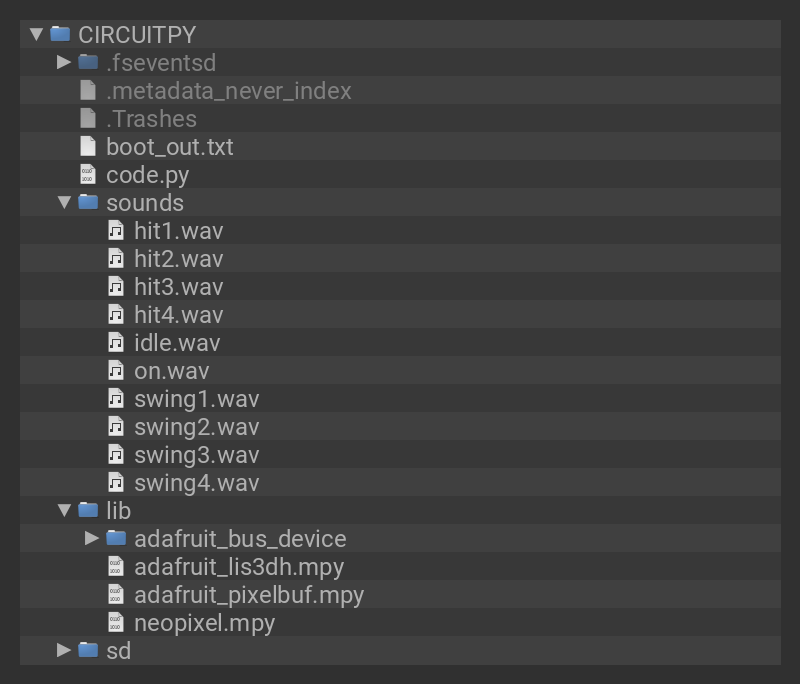 CIRCUITPY
.fseventsd
.metadata_never_index
.Trashes
boot_out.txt
code.py
sounds
hit1.wav
hit2.wav
hit3.wav
hit4.wav
idle.wav
on.wav
swing1.wav
swing2.wav
swing3.wav
swing4.wav
lib
adafruit_bus_device
adafruit_lis3dh.mpy
adafruit_pixelbuf.mpy
neopixel.mpy
sd